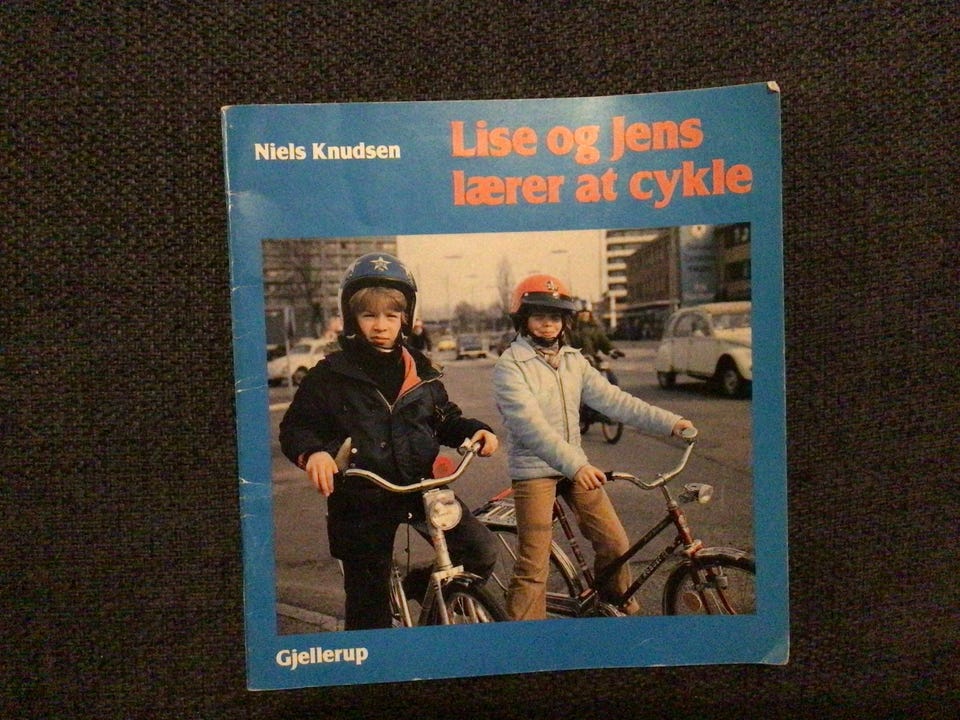 Niels Knudsen
Lise og Jens
lærer at cykle
Gjellerup